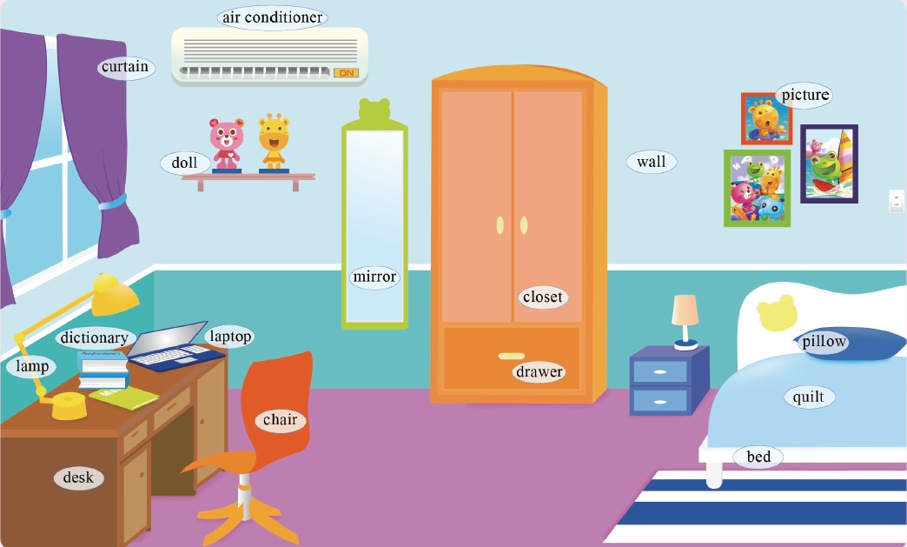 air conditioner
curtain
ON
picture
doll
wall
mirror
closet
dictionary
laptop
lamp
pillow
drawer
quilt
chair
bed
desk